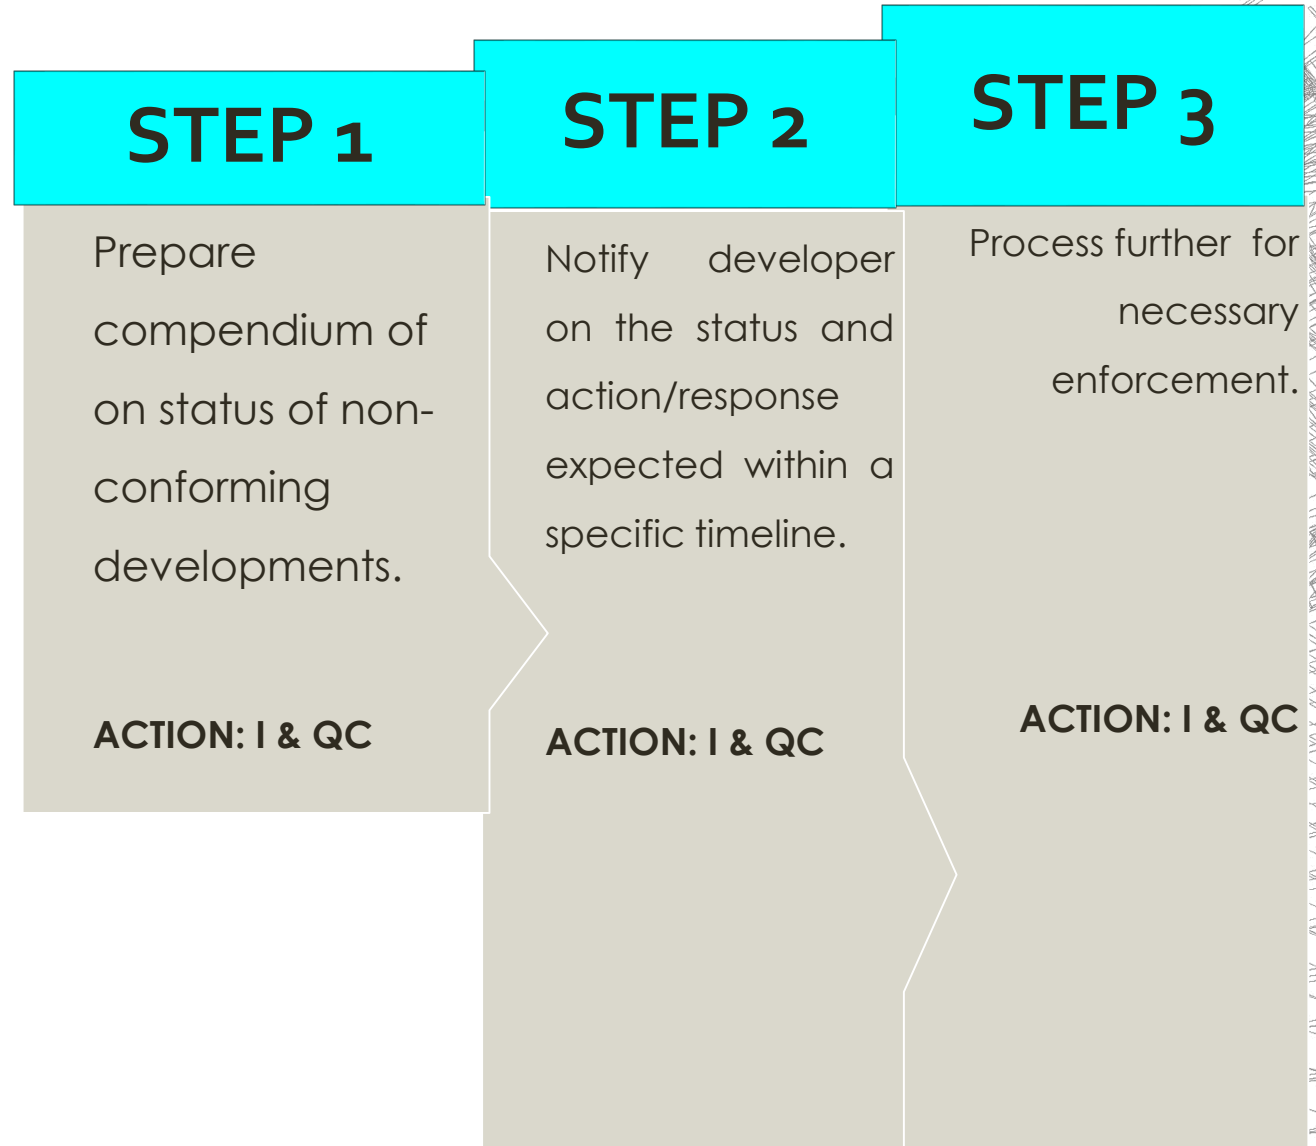 STEP 1
Prepare
compendium of
on status of non-
conforming
developments.
ACTION: I & QC
STEP 2
Notify developer
on the status and
action/response
expected within a
specific timeline.
ACTION: I & QC
STEP 3
Process further for
necessary
enforcement.
ACTION: I & QC